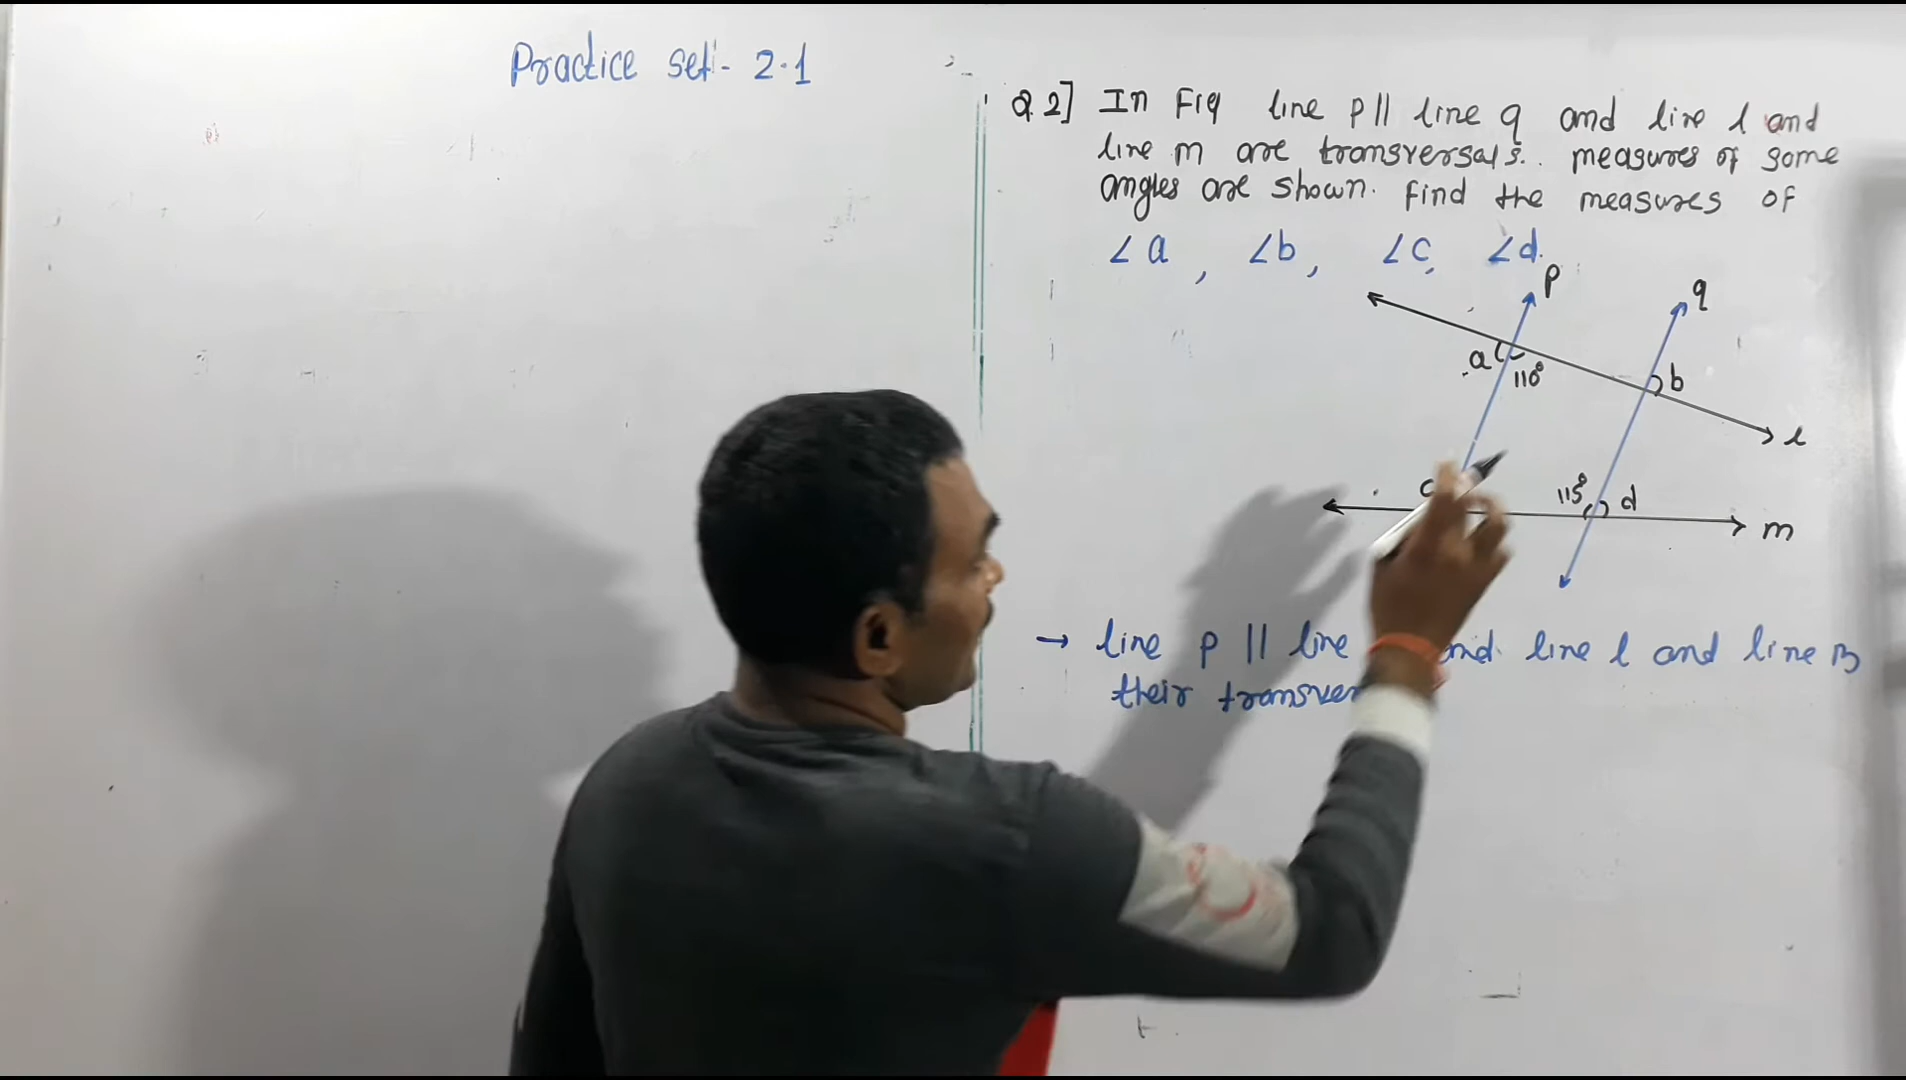 Practice set- 2.1
Q.2] In Fig line p || line q and line l and
line m are transversals. measures of some
angles are shown. Find the measures of
∠a, ∠b, ∠c, ∠d.
p
q
a
110°
b
l
c
115°
d
m
→ line p || line and line l and line m
their